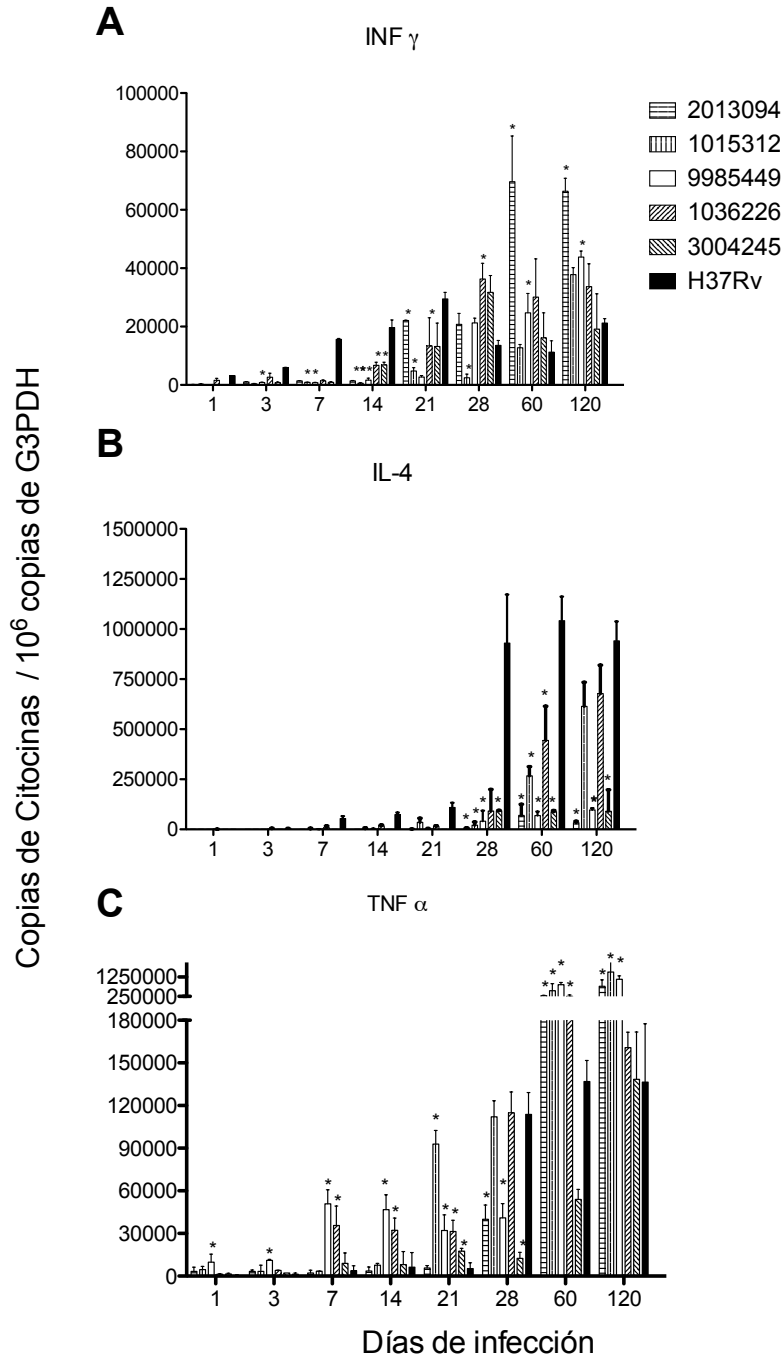 A
INF γ
100000
80000
60000
40000
20000
0
1 3 7 14 21 28 60 120
2013094
1015312
9985449
1036226
3004245
H37Rv
B
IL-4
1500000
1250000
1000000
750000
500000
250000
0
1 3 7 14 21 28 60 120
C
TNF α
1250000
250000
180000
150000
120000
90000
60000
30000
0
1 3 7 14 21 28 60 120
Copias de Citocinas / 10⁶ copias de G3PDH
Días de infección